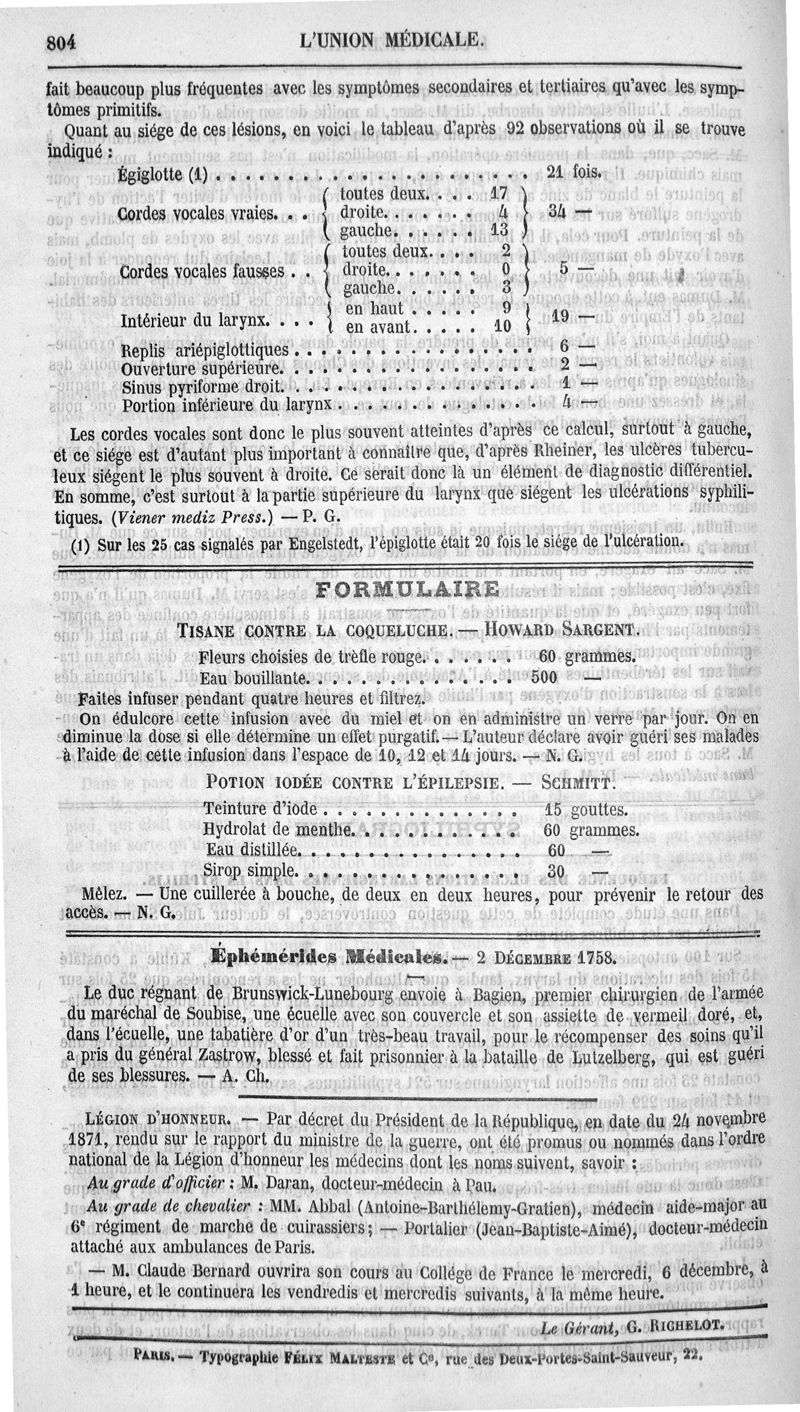 804 L'UNION MÉDICALE.
fait beaucoup plus fréquentes avec les symptômes secondaires et tertiaires qu'avec les symp-
tômes primitifs.
Quant au siége de ces lésions, en voici le tableau d'après 92 observations où il se trouve
indiqué :
Égiglotte (1) . . . . . . . . . . . . . . . . . . . . . . 21 fois.
toutes deux. . . . 17
Cordes vocales vraies. . . droite. . . . . . . 4 34 —
gauche. . . . . . 13
toutes deux. . . . 2
Cordes vocales fausses . . droite. . . . . . . 0 5 —
gauche. . . . . . 3
en haut . . . . . 9
Intérieur du larynx. . . . en avant. . . . . 10 19 —
Replis ariépiglottiques . . . . . . . . . . . . . . . . . 6 —
Ouverture supérieure. . . . . . . . . . . . . . . . . . 2 —
Sinus pyriforme droit. . . . . . . . . . . . . . . . . . 1 —
Portion inférieure du larynx . . . . . . . . . . . . . . 4 —
Les cordes vocales sont donc le plus souvent atteintes d'après ce calcul, surtout à gauche,
et ce siége est d'autant plus important à connaître que, d'après Rheiner, les ulcères tubercu-
leux siégent le plus souvent à droite. Ce serait donc là un élément de diagnostic différentiel.
En somme, c'est surtout à la partie supérieure du larynx que siégent les ulcérations syphili-
tiques. (Viener mediz Press.) — P. G.
(1) Sur les 25 cas signalés par Engelstedt, l'épiglotte était 20 fois le siége de l'ulcération.
FORMULAIRE
TISANE CONTRE LA COQUELUCHE. — HOWARD SARGENT.
Fleurs choisies de trèfle rouge. . . . . . . 60 grammes.
Eau bouillante. . . . . . . . . . . . . . . 500 —
Faites infuser pendant quatre heures et filtrez.
On édulcore cette infusion avec du miel et on en administre un verre par jour. On en
diminue la dose si elle détermine un effet purgatif. — L'auteur déclare avoir guéri ses malades
à l'aide de cette infusion dans l'espace de 10, 12 et 14 jours. — N. G.
POTION IODÉE CONTRE L'ÉPILEPSIE. — SCHMITT.
Teinture d'iode . . . . . . . . . . . . . . 15 gouttes.
Hydrolat de menthe. . . . . . . . . . . . 60 grammes.
Eau distillée. . . . . . . . . . . . . . . . 60 —
Sirop simple. . . . . . . . . . . . . . . . 30 —
Mêlez. — Une cuillerée à bouche, de deux en deux heures, pour prévenir le retour des
accès. — N. G.
Éphémérides Médicales. — 2 DÉCEMBRE 1758.
Le duc régnant de Brunswick-Lunebourg envoie à Bagien, premier chirurgien de l'armée
du maréchal de Soubise, une écuelle avec son couvercle et son assiette de vermeil doré, et,
dans l'écuelle, une tabatière d'or d'un très-beau travail, pour le récompenser des soins qu'il
a pris du général Zastrow, blessé et fait prisonnier à la bataille de Lutzelberg, qui est guéri
de ses blessures. — A. Ch.
LÉGION D'HONNEUR. — Par décret du Président de la République, en date du 24 novembre
1871, rendu sur le rapport du ministre de la guerre, ont été promus ou nommés dans l'ordre
national de la Légion d'honneur les médecins dont les noms suivent, savoir :
Au grade d'officier : M. Daran, docteur-médecin à Pau.
Au grade de chevalier : MM. Abbal (Antoine-Barthélemy-Gratien), médecin aide-major au
6e régiment de marche de cuirassiers; — Portalier (Jean-Baptiste-Aimé), docteur-médecin
attaché aux ambulances de Paris.
— M. Claude Bernard ouvrira son cours au Collége de France le mercredi, 6 décembre, à
1 heure, et le continuera les vendredis et mercredis suivants, à la même heure.
Le Gérant, G. RICHELOT.
PARIS. — Typographie FÉLIX MALTESTE et Ce, rue des Deux-Portes-Saint-Sauveur, 22.